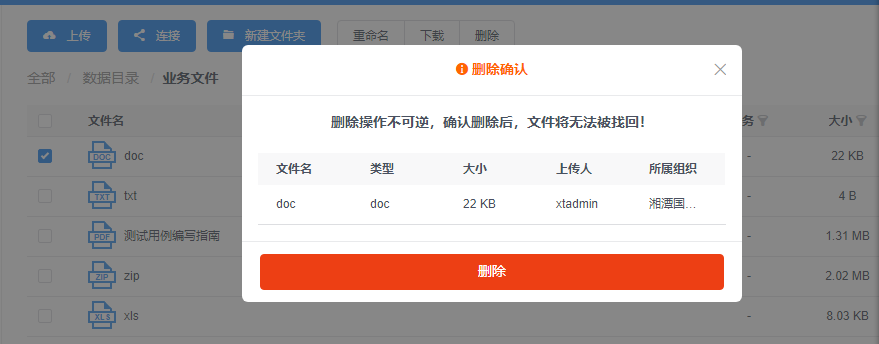 上传 连接 新建文件夹 重命名 下载 删除
全部 / 数据目录 / 业务文件
删除确认
删除操作不可逆，确认删除后，文件将无法被找回！
文件名 类型 大小 上传人 所属组织
doc doc 22 KB xtadmin 湘潭国...
删除
文件名 务 大小
DOC doc - 22 KB
TXT txt - 4 B
PDF 测试用例编写指南 - 1.31 MB
ZIP zip - 2.02 MB
XLS xls - 8.03 KB